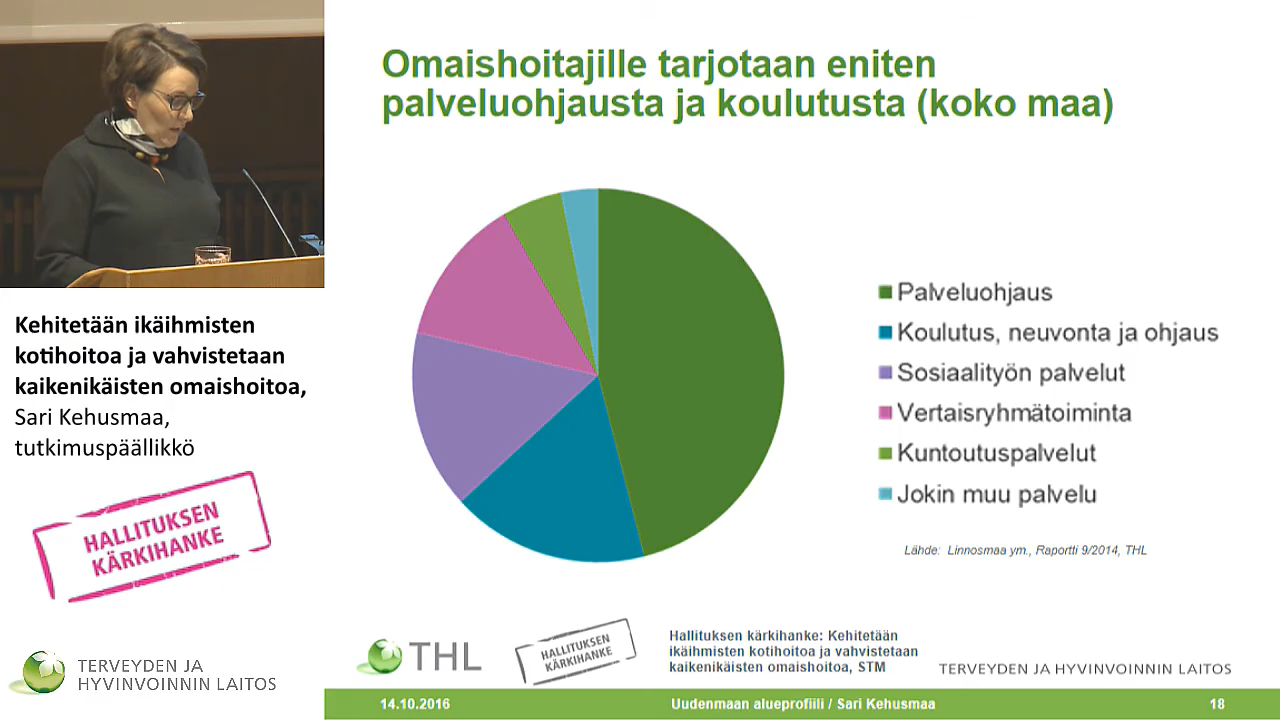 Kehitetään ikäihmisten
kotihoitoa ja vahvistetaan
kaikenikäisten omaishoitoa,
Sari Kehusmaa,
tutkimuspäällikkö
HALLITUKSEN
KÄRKIHANKE
TERVEYDEN JA
HYVINVOINNIN LAITOS
Omaishoitajille tarjotaan eniten
palveluohjausta ja koulutusta (koko maa)
Palveluohjaus
Koulutus, neuvonta ja ohjaus
Sosiaalityön palvelut
Vertaisryhmätoiminta
Kuntoutuspalvelut
Jokin muu palvelu
Lähde: Linnosmaa ym., Raportti 9/2014, THL
THL
HALLITUKSEN
KÄRKIHANKE
Hallituksen kärkihanke: Kehitetään
ikäihmisten kotihoitoa ja vahvistetaan
kaikenikäisten omaishoitoa, STM
TERVEYDEN JA HYVINVOINNIN LAITOS
14.10.2016
Uudenmaan alueprofiili / Sari Kehusmaa
18